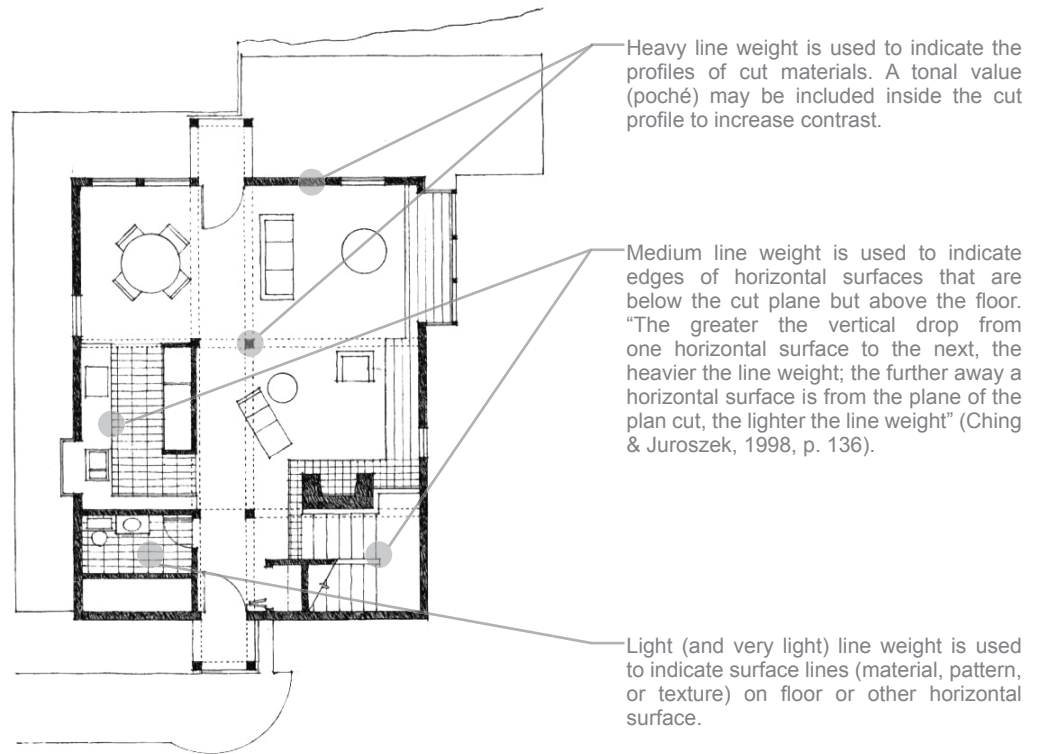 Heavy line weight is used to indicate the
profiles of cut materials. A tonal value
(poché) may be included inside the cut
profile to increase contrast.
Medium line weight is used to indicate
edges of horizontal surfaces that are
below the cut plane but above the floor.
“The greater the vertical drop from
one horizontal surface to the next, the
heavier the line weight; the further away a
horizontal surface is from the plane of the
plan cut, the lighter the line weight” (Ching
& Juroszek, 1998, p. 136).
Light (and very light) line weight is used
to indicate surface lines (material, pattern,
or texture) on floor or other horizontal
surface.